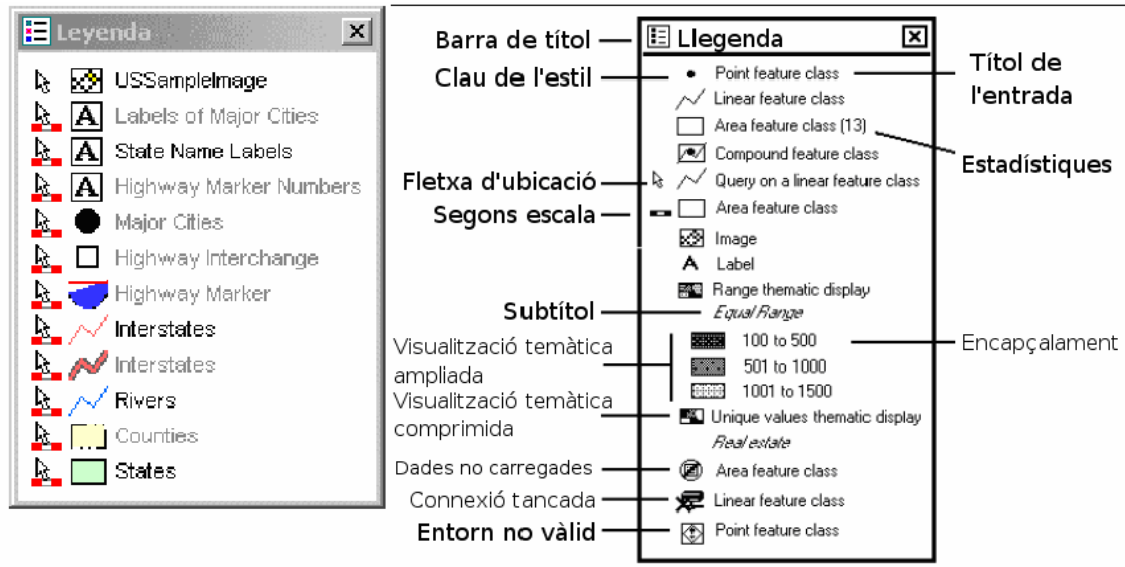 Leyenda
USSampleImage
A Labels of Major Cities
A State Name Labels
A Highway Marker Numbers
Major Cities
Highway Interchange
Highway Marker
Interstates
Interstates
Rivers
Counties
States
Barra de títol
Clau de l'estil
Fletxa d'ubicació
Segons escala
Subtítol
Visualització temàtica
ampliada
Visualització temàtica
comprimida
Dades no carregades
Connexió tancada
Entorn no vàlid
Llegenda
Point feature class
Linear feature class
Area feature class (13)
Compound feature class
Query on a linear feature class
Area feature class
Image
A Label
Range thematic display
Equal Range
100 to 500
501 to 1000
1001 to 1500
Unique values thematic display
Real estate
Area feature class
Linear feature class
Point feature class
Títol de
l'entrada
Estadístiques
Encapçalament